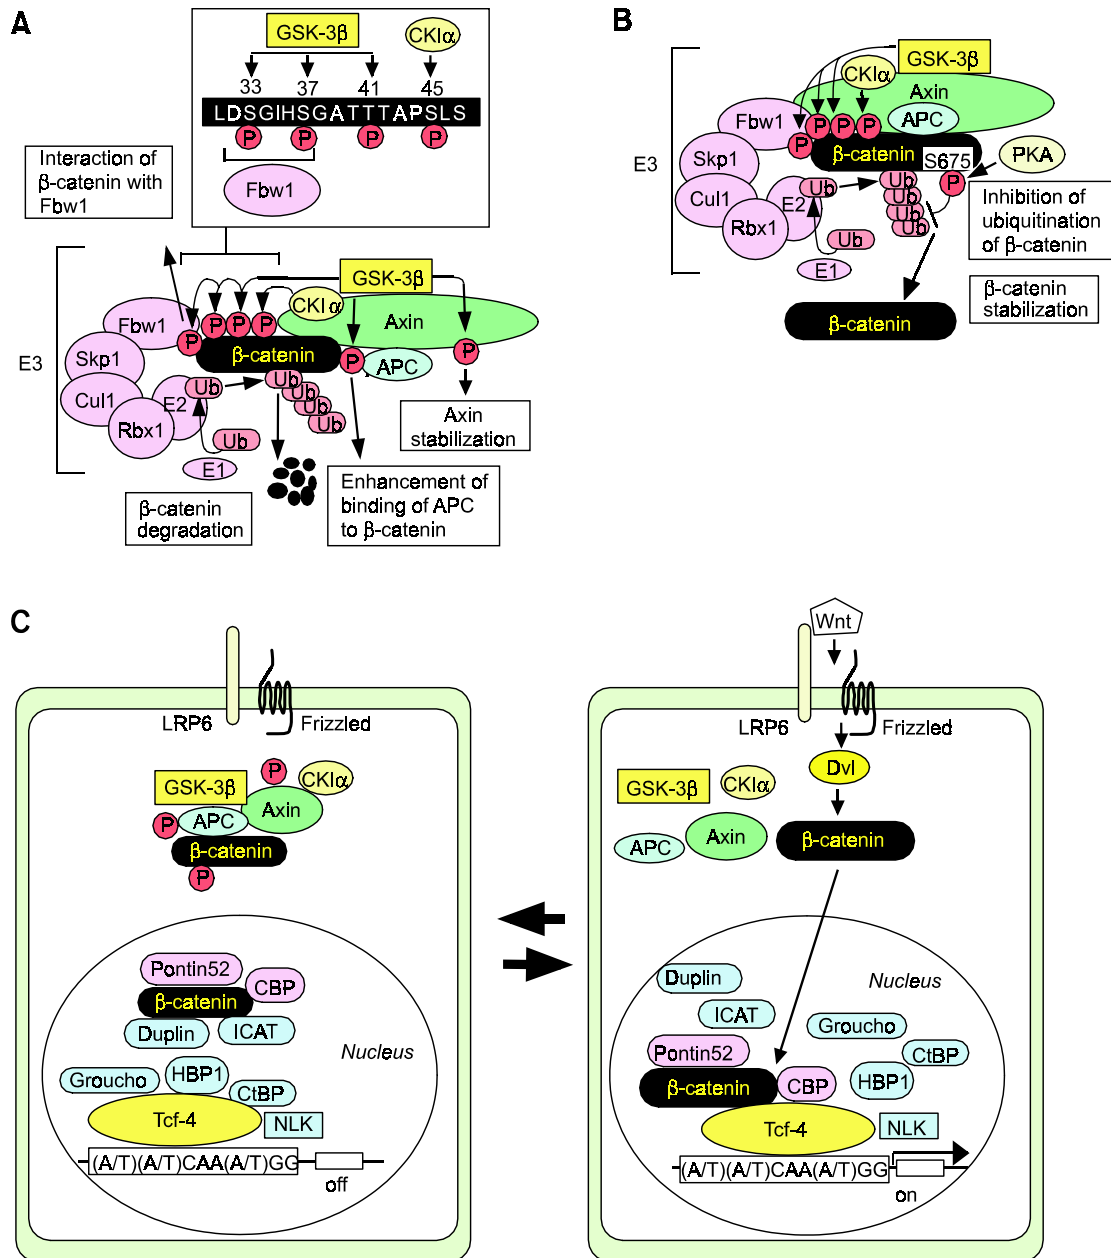 A
GSK-3β
CKIα
33 37 41 45
LDSGIHSGATTTAPSLS
P P P P
Fbw1
Interaction of
β-catenin with
Fbw1
GSK-3β
CKIα
Axin
Fbw1
P P P P
β-catenin
P
APC
P
E3
Skp1
Cul1
Rbx1
E2
Ub
Ub
Ub
Ub
Ub
Ub
E1
Axin
stabilization
β-catenin
degradation
Enhancement of
binding of APC
to β-catenin
B
GSK-3β
CKIα
Axin
APC
Fbw1
P P P P
β-catenin
S675
P
PKA
E3
Skp1
Cul1
Rbx1
E2
Ub
Ub
Ub
Ub
Ub
Ub
E1
Inhibition of
ubiquitination
of β-catenin
β-catenin
stabilization
β-catenin
C
LRP6
Frizzled
P
CKIα
GSK-3β
Axin
P
APC
β-catenin
P
Pontin52
CBP
β-catenin
Duplin
ICAT
Nucleus
Groucho
HBP1
CtBP
Tcf-4
NLK
(A/T)(A/T)CAA(A/T)GG
off
Wnt
LRP6
Frizzled
Dvl
GSK-3β
CKIα
APC
Axin
β-catenin
Duplin
Nucleus
ICAT
Groucho
Pontin52
CtBP
β-catenin
CBP
HBP1
Tcf-4
NLK
(A/T)(A/T)CAA(A/T)GG
on